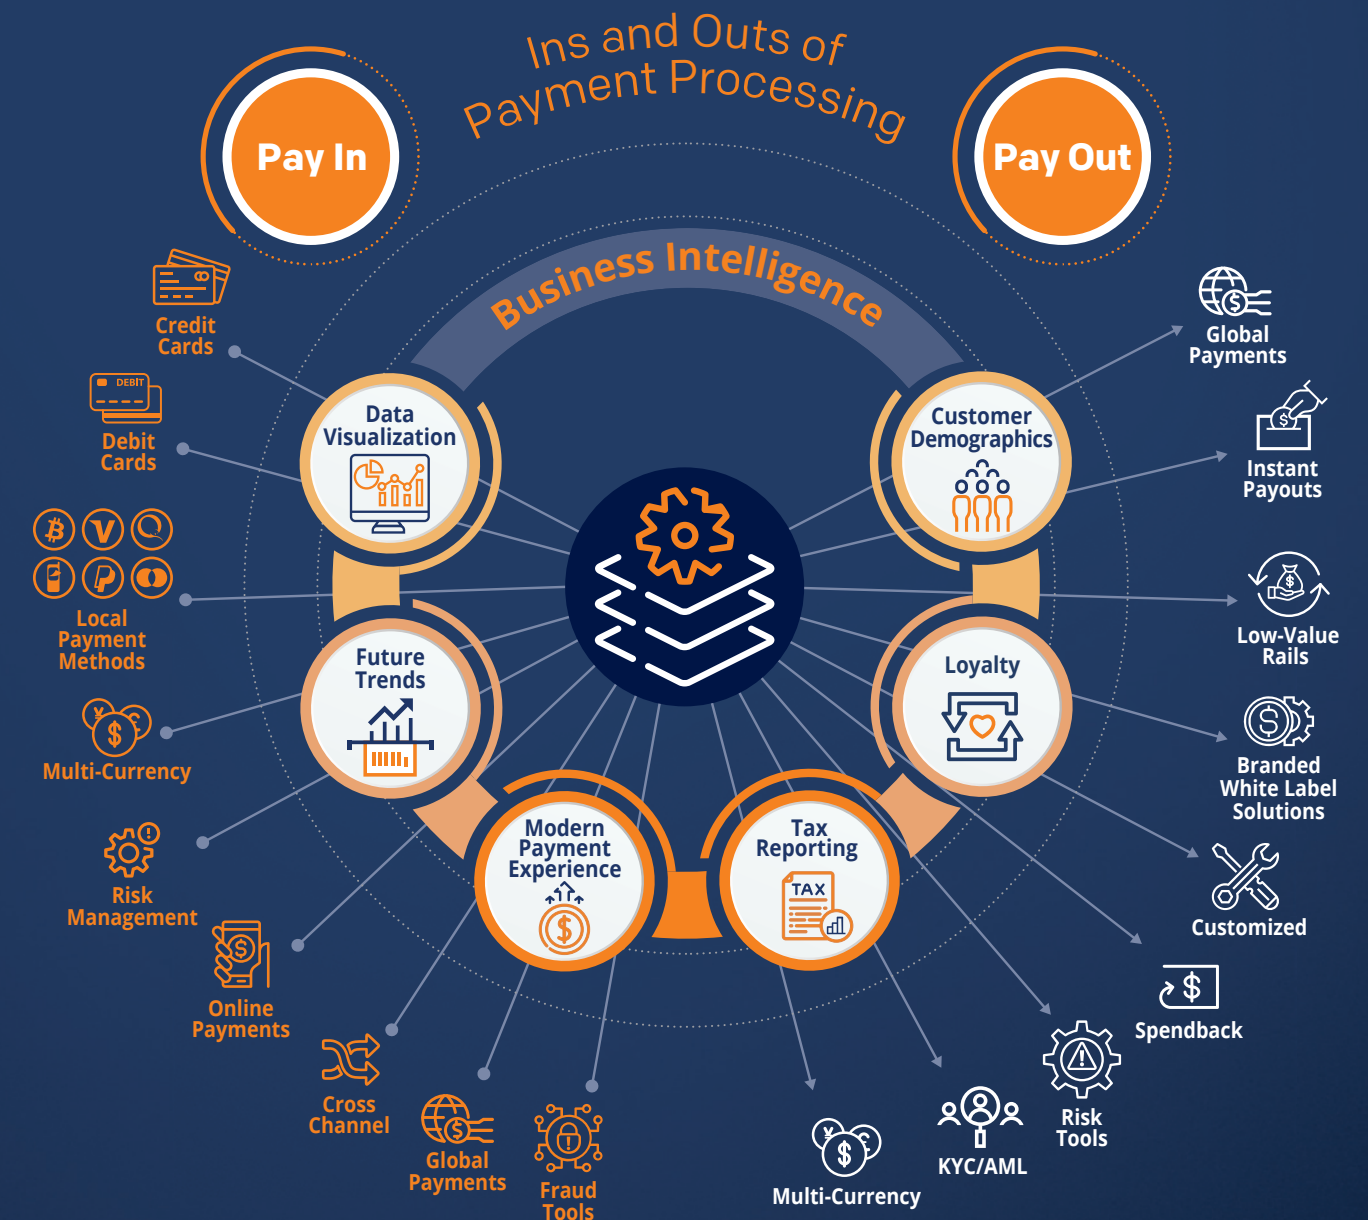 Ins and Outs of
Payment Processing
Pay In
Pay Out
Business Intelligence
Credit
Cards
DEBIT
Debit
Cards
Local
Payment
Methods
Multi-Currency
Risk
Management
Online
Payments
Cross
Channel
Global
Payments
Fraud
Tools
Data
Visualization
Future
Trends
Modern
Payment
Experience
Tax
Reporting
TAX
Loyalty
Customer
Demographics
Global
Payments
Instant
Payouts
Low-Value
Rails
Branded
White Label
Solutions
Customized
Spendback
Risk
Tools
KYC/AML
Multi-Currency